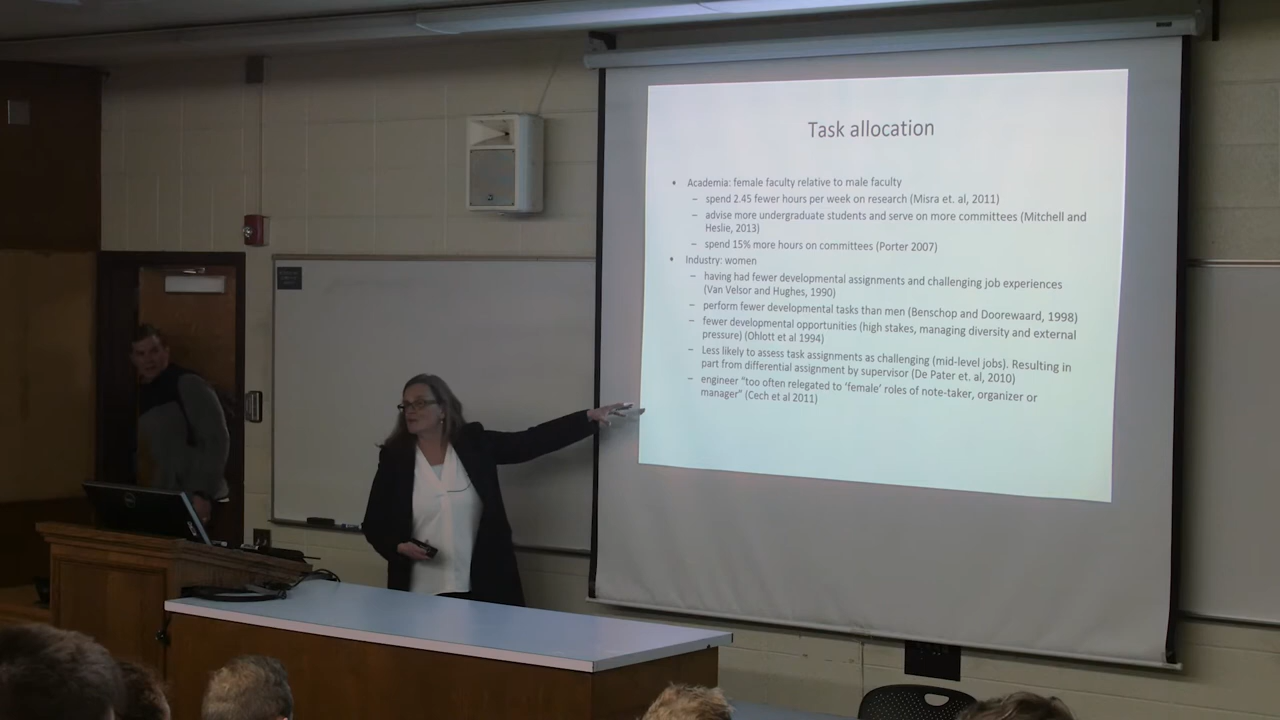 Task allocation
• Academia: female faculty relative to male faculty
– spend 2.45 fewer hours per week on research (Misra et. al, 2011)
– advise more undergraduate students and serve on more committees (Mitchell and
Heslie, 2013)
– spend 15% more hours on committees (Porter 2007)
• Industry: women
– having had fewer developmental assignments and challenging job experiences
(Van Velsor and Hughes, 1990)
– perform fewer developmental tasks than men (Benschop and Doorewaard, 1998)
– fewer developmental opportunities (high stakes, managing diversity and external
pressure) (Ohlott et al 1994)
– Less likely to assess task assignments as challenging (mid-level jobs). Resulting in
part from differential assignment by supervisor (De Pater et. al, 2010)
– engineer "too often relegated to 'female' roles of note-taker, organizer or
manager" (Cech et al 2011)